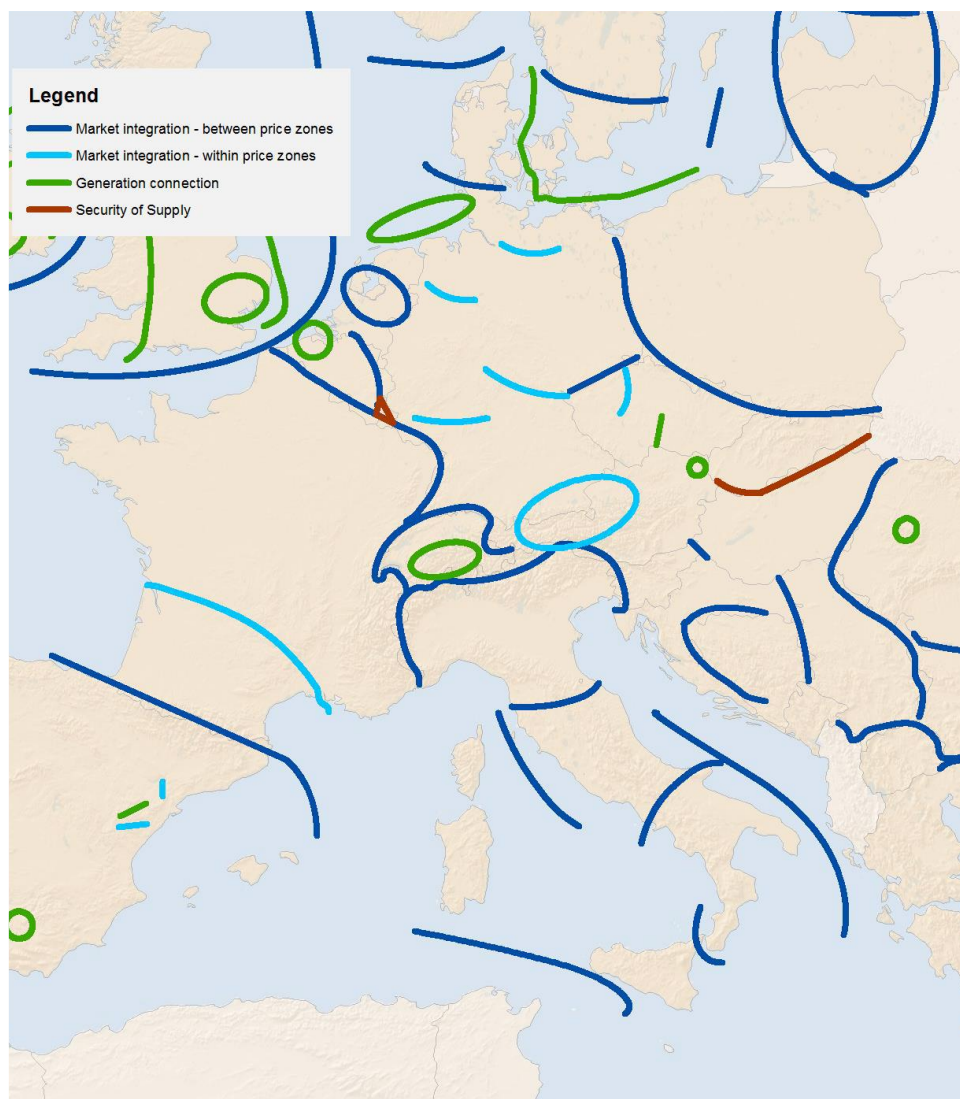 Legend
Market integration - between price zones
Market integration - within price zones
Generation connection
Security of Supply